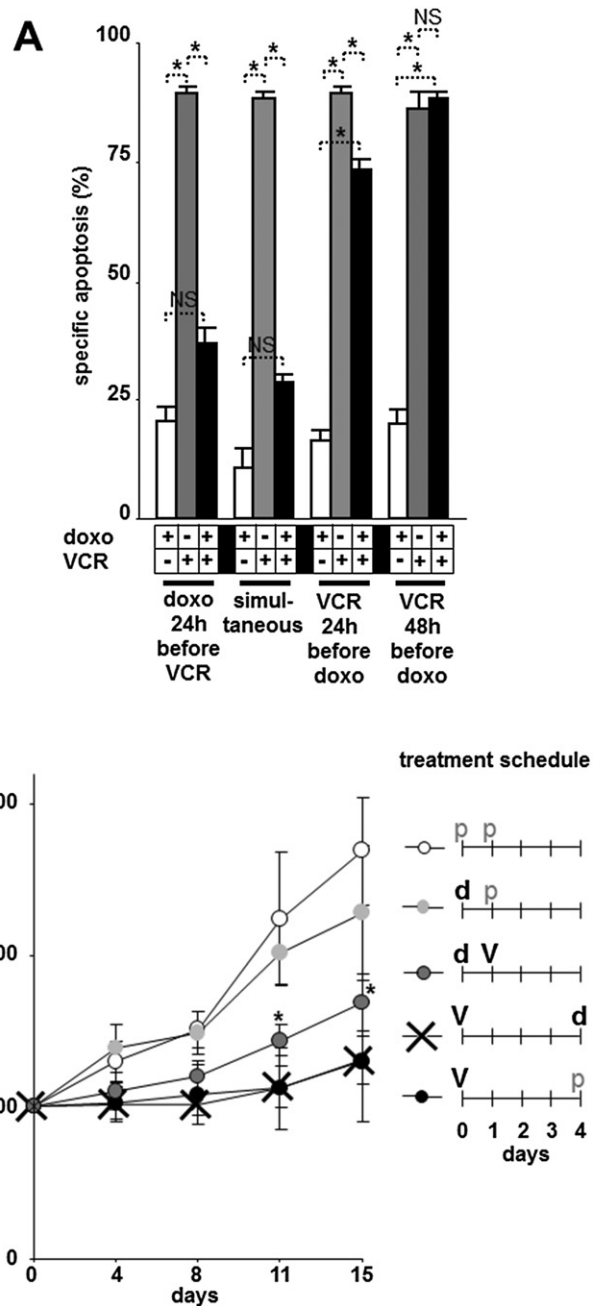 A
specific apoptosis (%)
100
75
50
25
0
* * * * * * * NS
* *
NS NS
doxo + - + + - + + - + + - +
VCR - + + - + + - + + - + +
doxo 24h before VCR
simul-taneous
VCR 24h before doxo
VCR 48h before doxo
treatment schedule
p p
d p
d V
V d
V p
0 1 2 3 4
days
00
00
00
0
* *
0 4 8 11 15
days